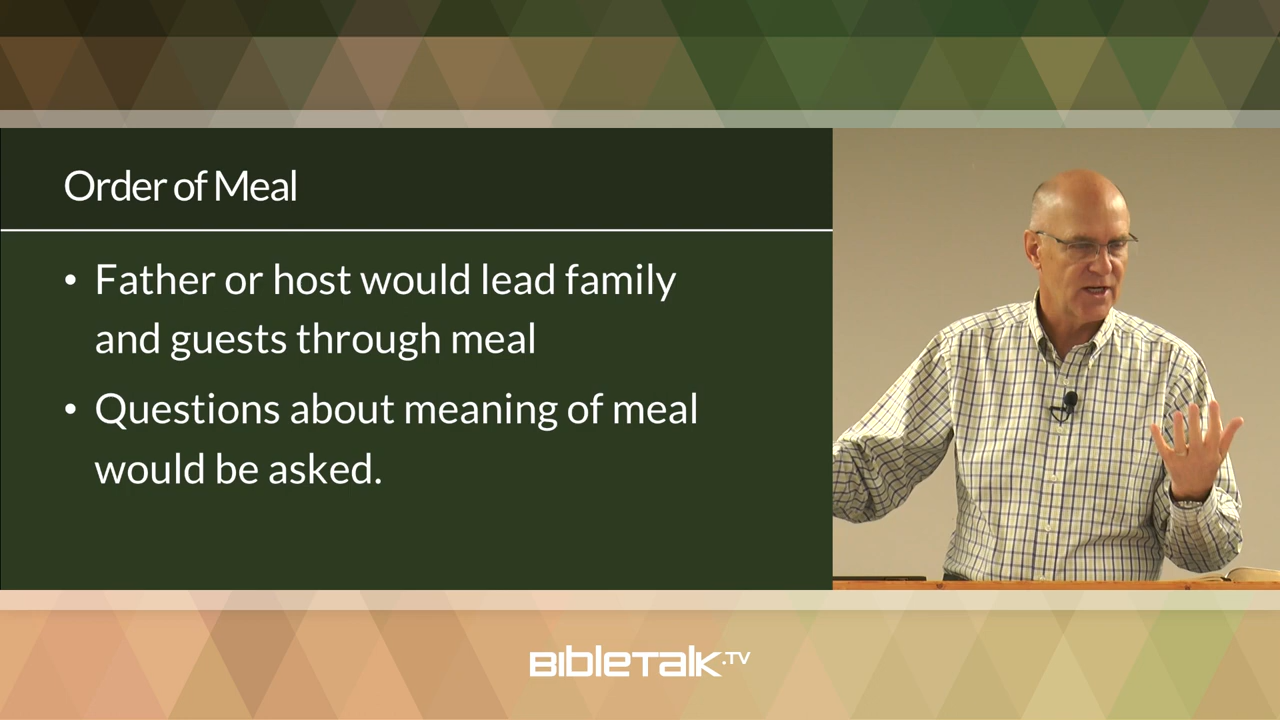 Order of Meal
• Father or host would lead family
and guests through meal
• Questions about meaning of meal
would be asked.
BibleTalk.TV